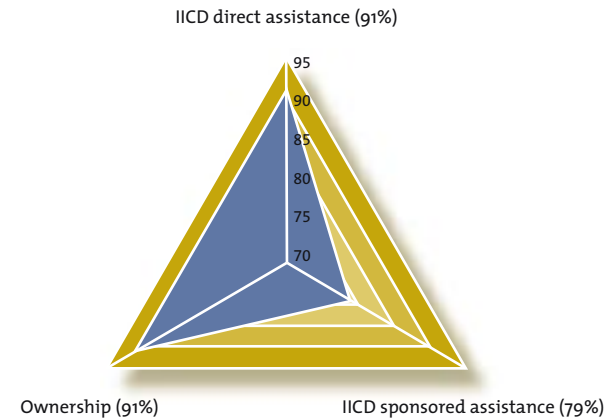 IICD direct assistance (91%)
95
90
85
80
75
70
Ownership (91%)
IICD sponsored assistance (79%)